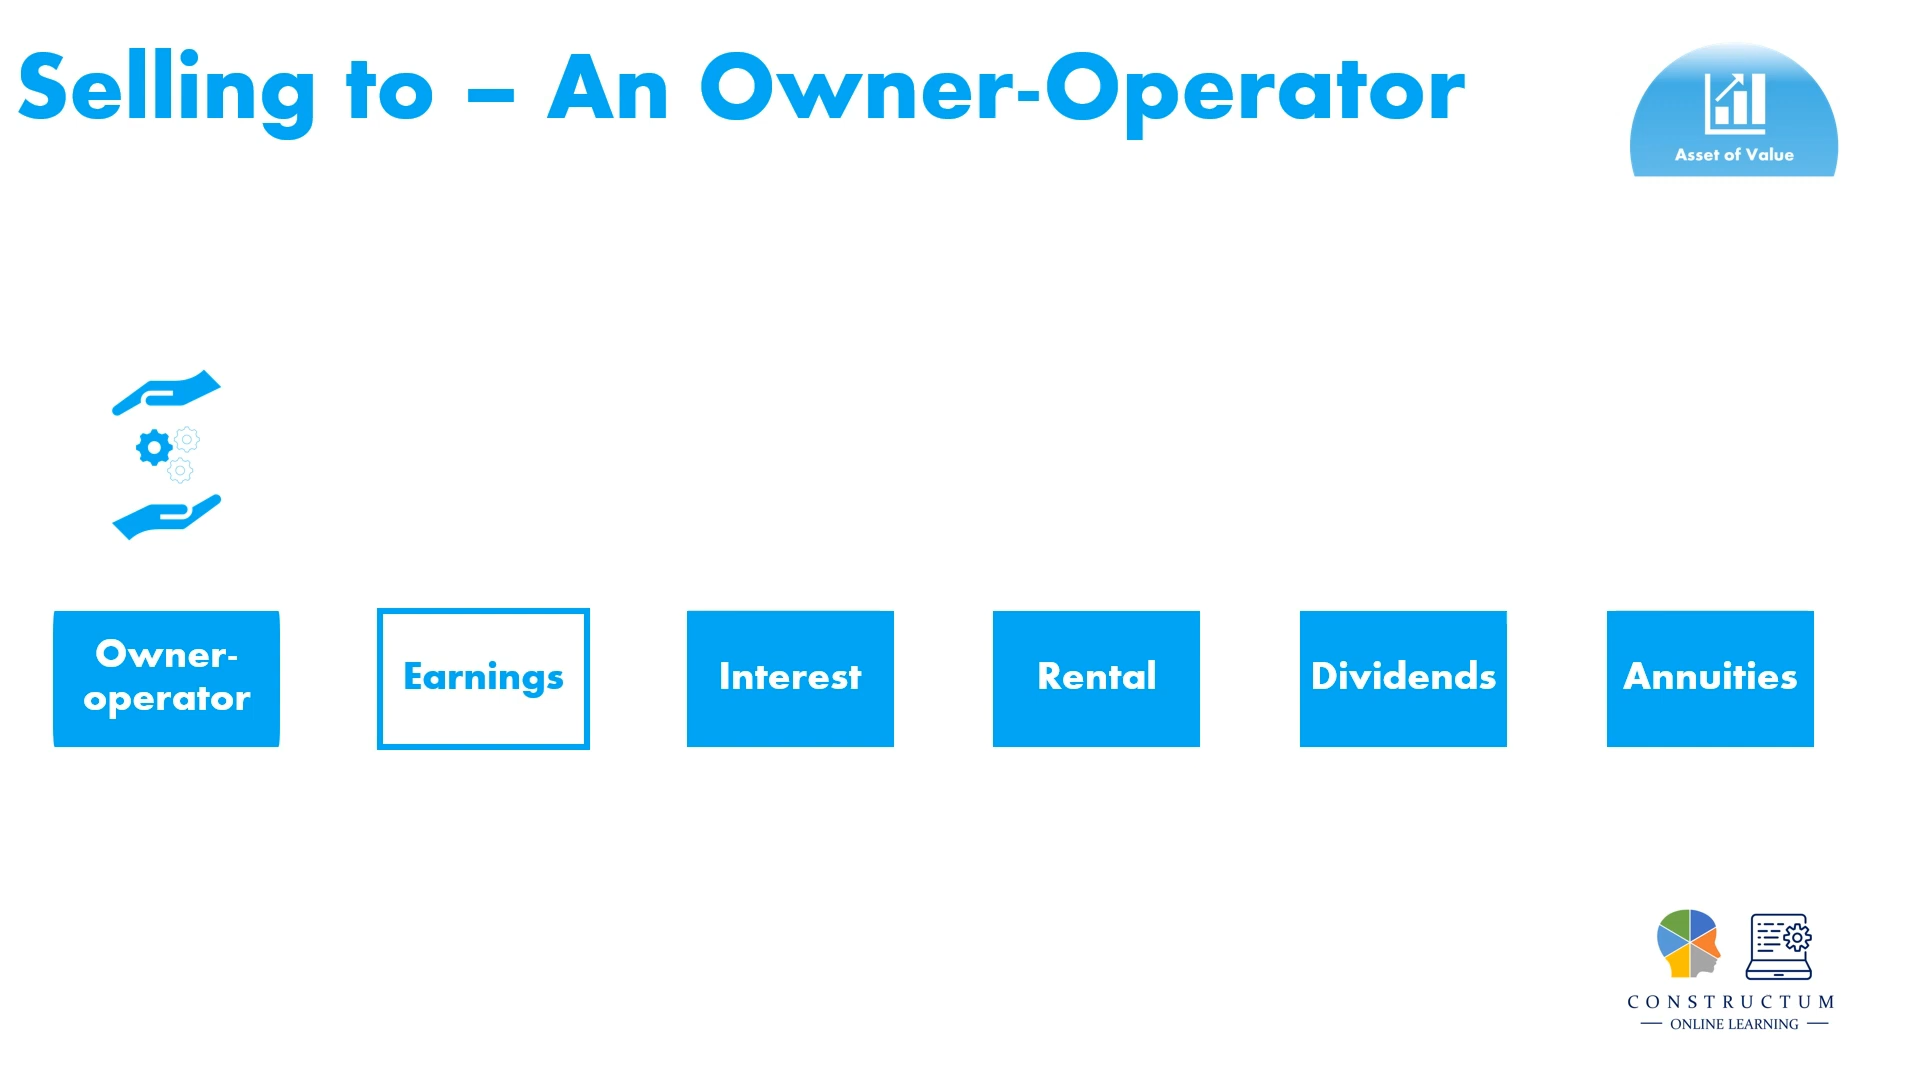 Selling to – An Owner-Operator
Asset of Value
Owner-
operator
Earnings
Interest
Rental
Dividends
Annuities
CONSTRUCTUM
ONLINE LEARNING